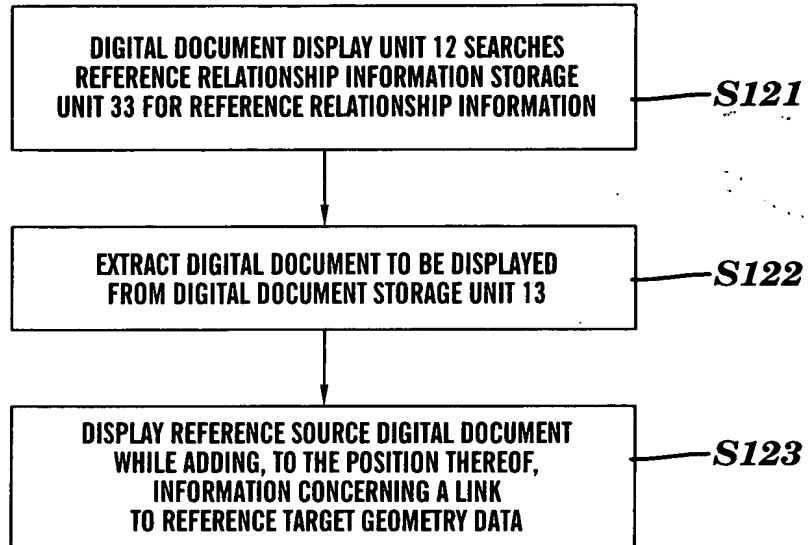 DIGITAL DOCUMENT DISPLAY UNIT 12 SEARCHES
REFERENCE RELATIONSHIP INFORMATION STORAGE
UNIT 33 FOR REFERENCE RELATIONSHIP INFORMATION
S121
EXTRACT DIGITAL DOCUMENT TO BE DISPLAYED
FROM DIGITAL DOCUMENT STORAGE UNIT 13
S122
DISPLAY REFERENCE SOURCE DIGITAL DOCUMENT
WHILE ADDING, TO THE POSITION THEREOF,
INFORMATION CONCERNING A LINK
TO REFERENCE TARGET GEOMETRY DATA
S123